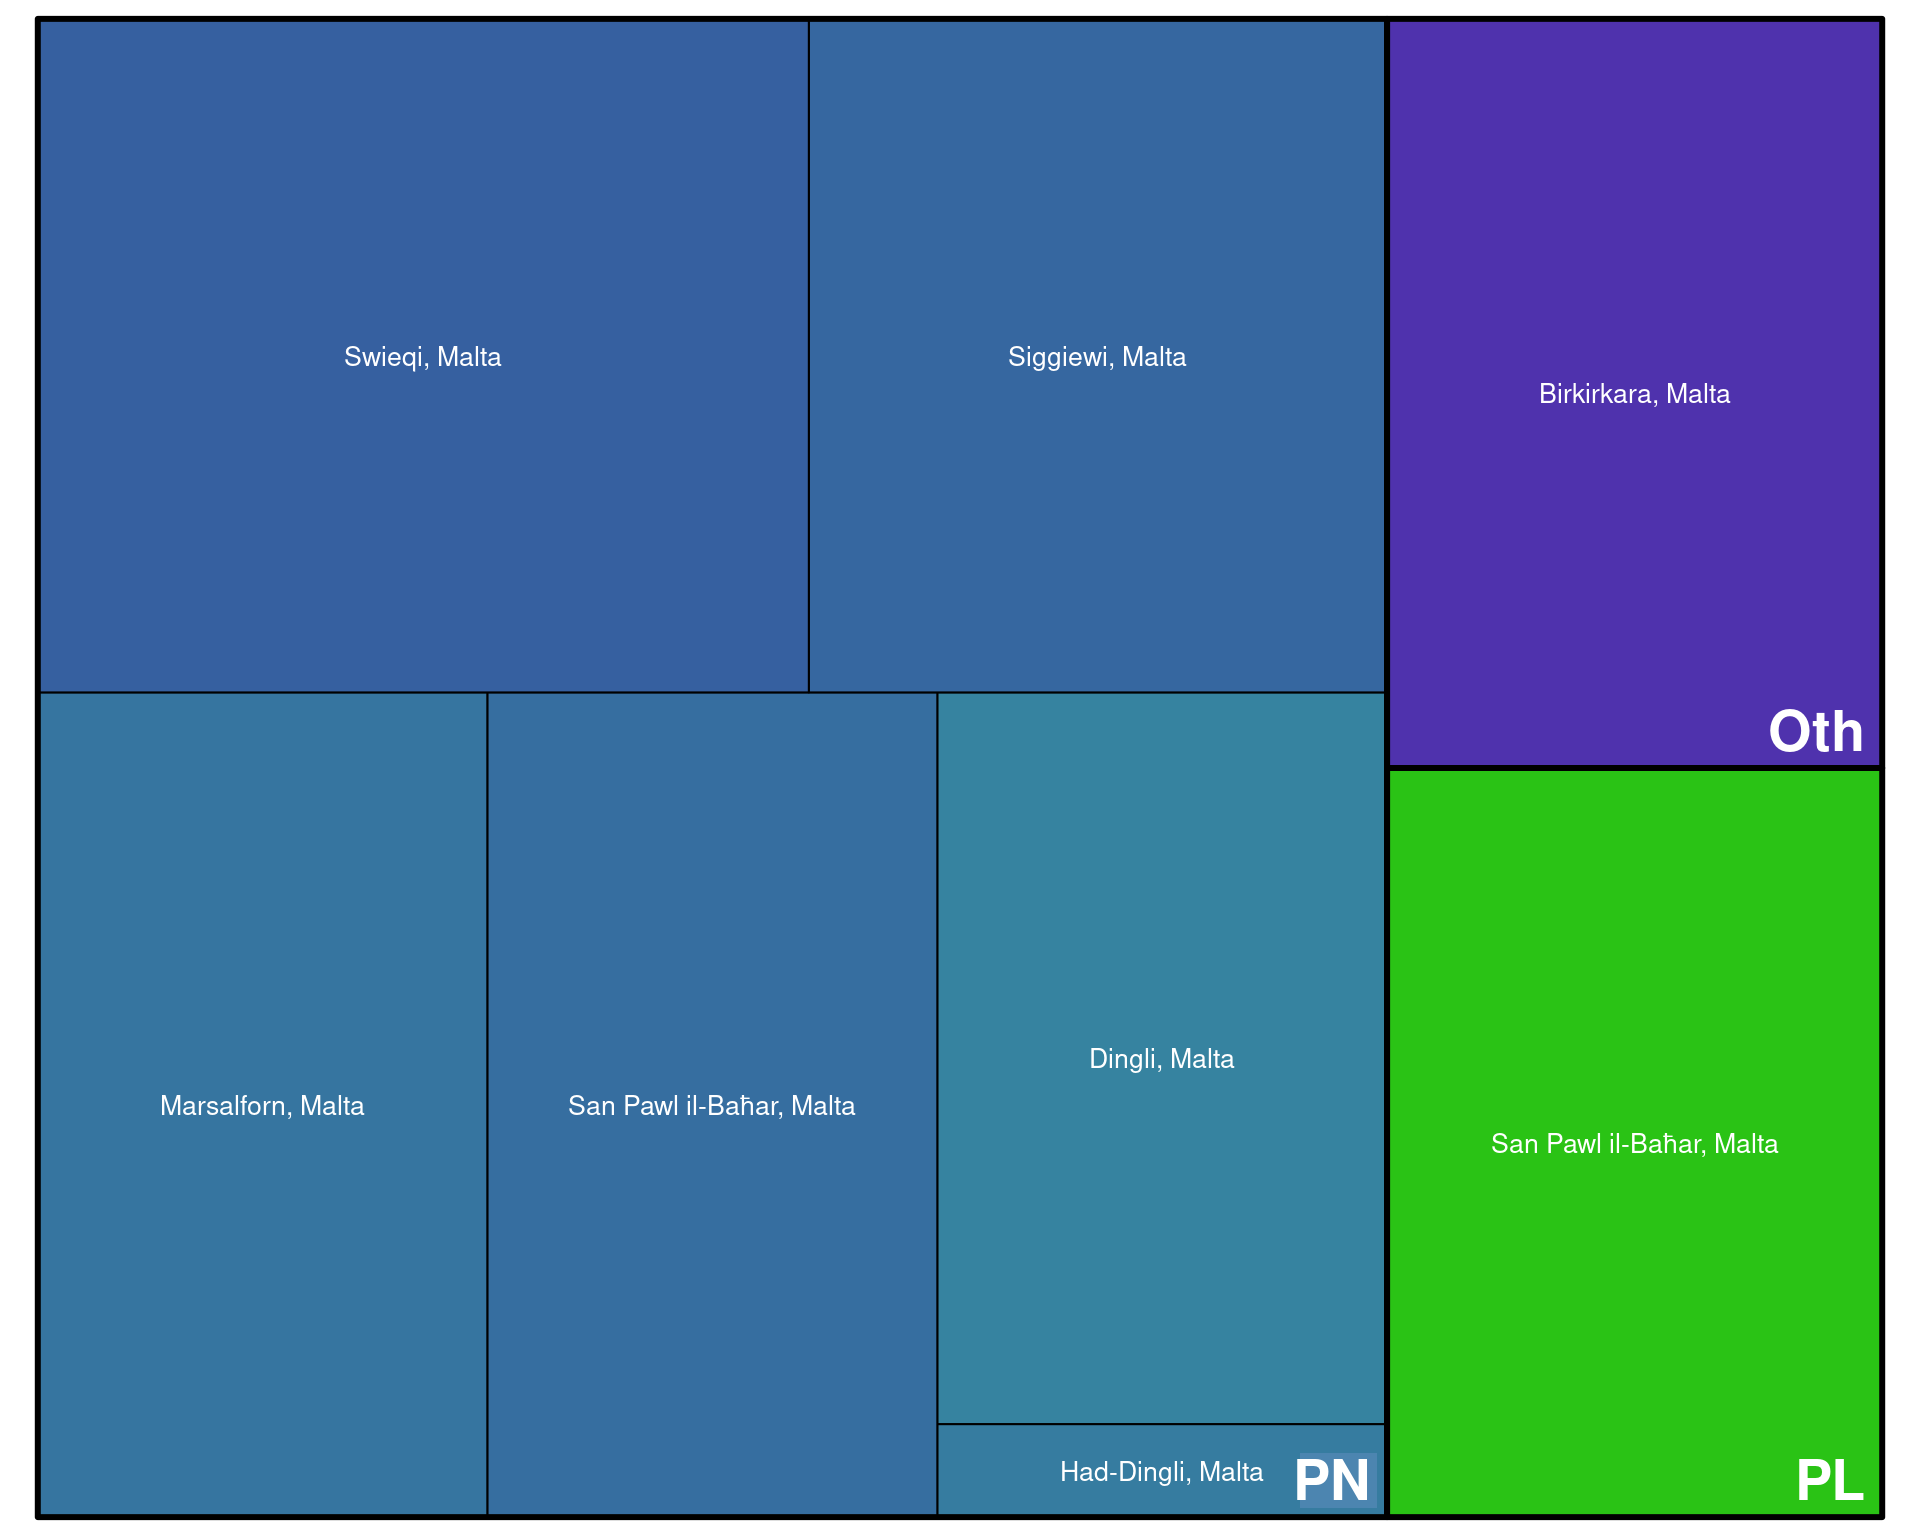 Swieqi, Malta
Siggiewi, Malta
Birkirkara, Malta
Oth
Marsalforn, Malta
San Pawl il-Baħar, Malta
Dingli, Malta
San Pawl il-Baħar, Malta
Had-Dingli, Malta
PN
PL